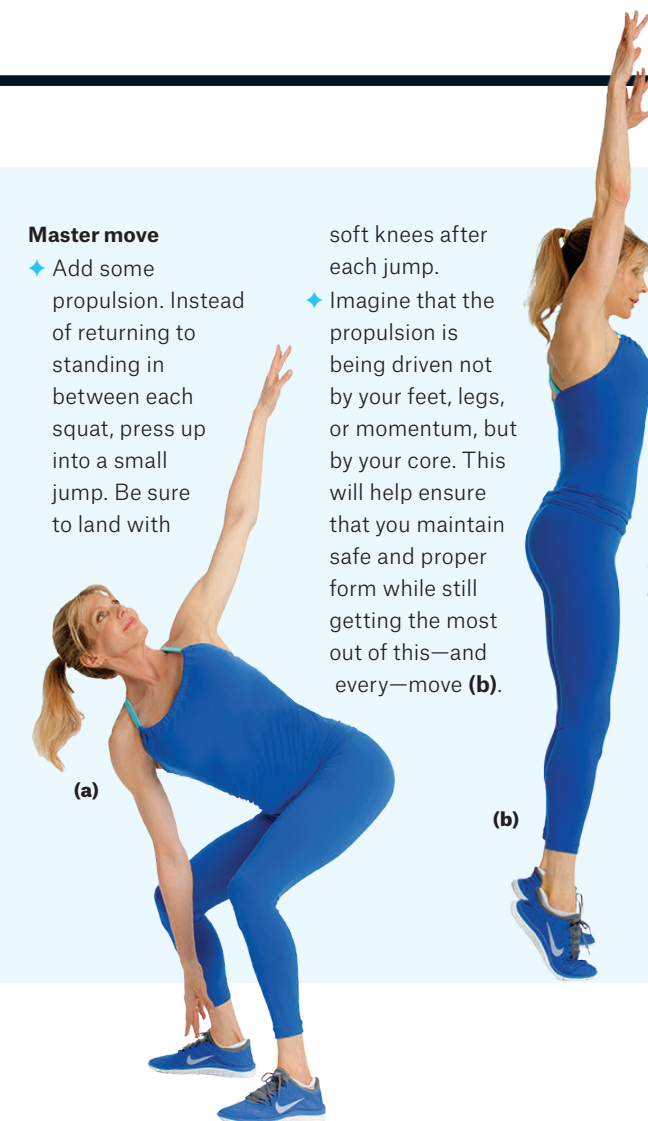 Master move
✦ Add some
propulsion. Instead
of returning to
standing in
between each
squat, press up
into a small
jump. Be sure
to land with
soft knees after
each jump.
✦ Imagine that the
propulsion is
being driven not
by your feet, legs,
or momentum, but
by your core. This
will help ensure
that you maintain
safe and proper
form while still
getting the most
out of this—and
every—move (b).
(a)
(b)